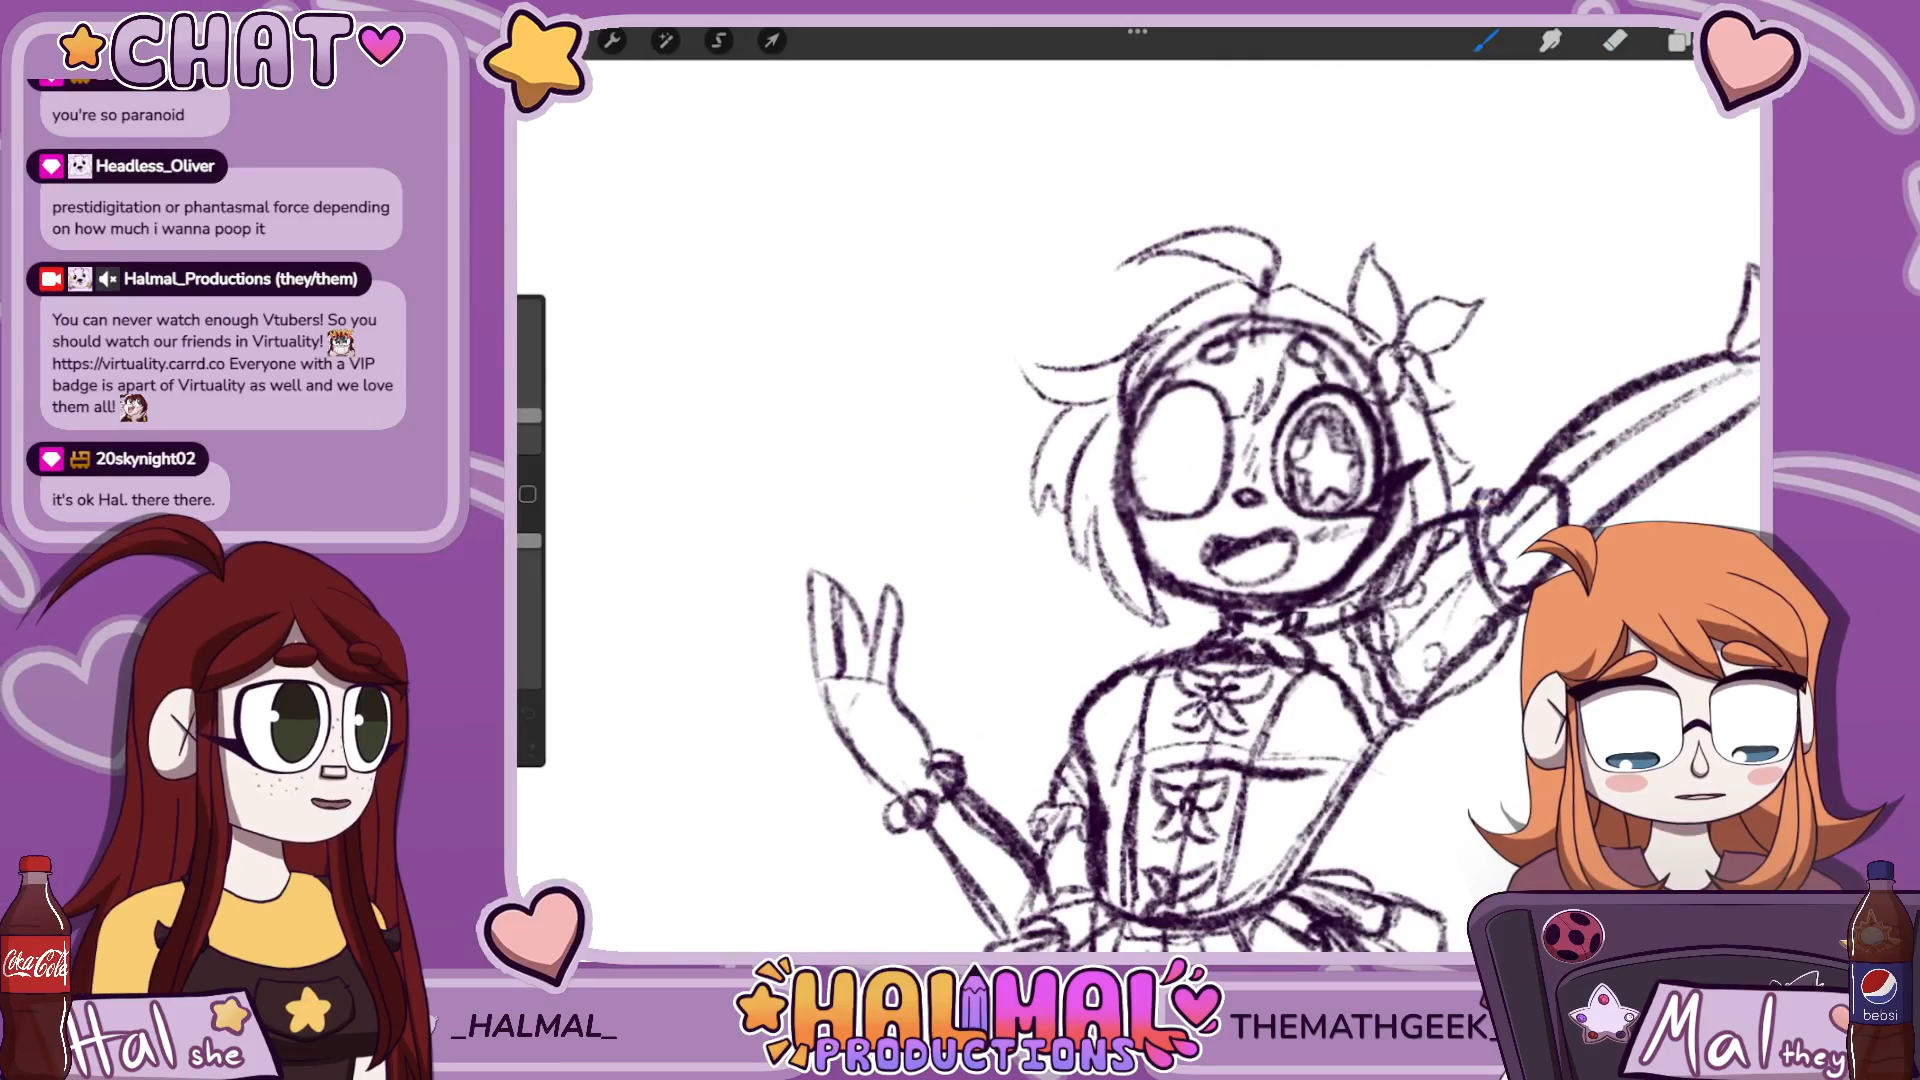 CHAT
you're so paranoid
Headless_Oliver
prestidigitation or phantasmal force depending
on how much i wanna poop it
Halmal_Productions (they/them)
You can never watch enough Vtubers! So you
should watch our friends in Virtuality!
https://virtuality.carrd.co Everyone with a VIP
badge is apart of Virtuality as well and we love
them all!
20skynight02
it's ok Hal. there there.
Coca-Cola
Hal she
_HALMAL_
HALMAL
PRODUCTIONS
THEMATHGEEK_
Mal they
beosi